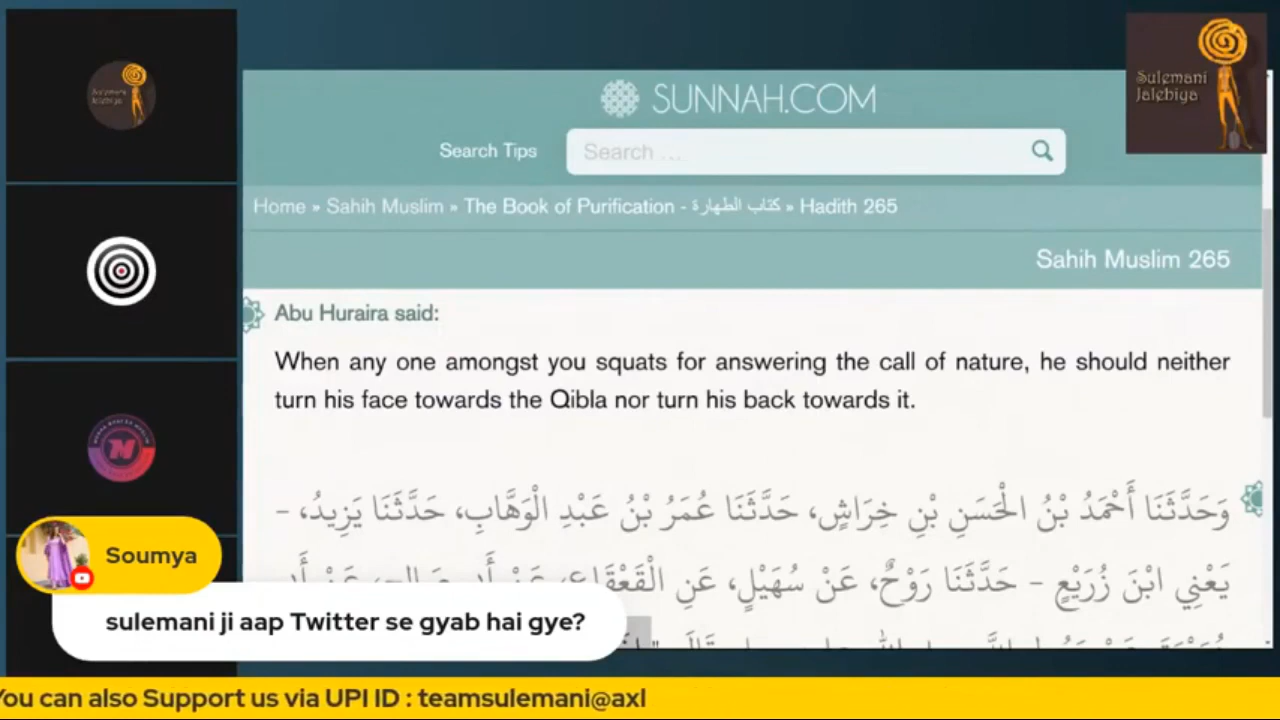 Sulemani
Jalebiya
SUNNAH.COM
Search Tips
Search ...
Home » Sahih Muslim » The Book of Purification - كتاب الطهارة » Hadith 265
Sahih Muslim 265
Abu Huraira said:
When any one amongst you squats for answering the call of nature, he should neither
turn his face towards the Qibla nor turn his back towards it.
وَحَدَّثَنَا أَحْمَدُ بْنُ الْحَسَنِ بْنِ خِرَاشٍ، حَدَّثَنَا عُمَرُ بْنُ عَبْدِ الْوَهَّابِ، حَدَّثَنَا يَزِيدُ، -
يَعْنِي ابْنَ زُرَيْعٍ - حَدَّثَنَا رَوْحٌ، عَنْ سُهَيْلٍ، عَنِ الْقَعْقَاعِ،
Soumya
sulemani ji aap Twitter se gyab hai gye?
You can also Support us via UPI ID : teamsulemani@axl